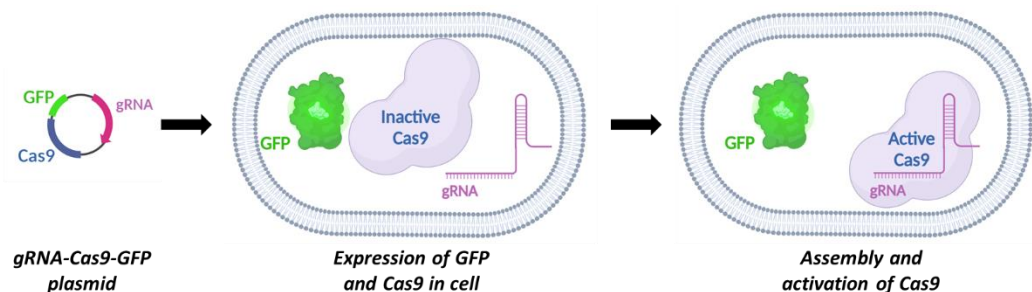 GFP
gRNA
Cas9
gRNA-Cas9-GFP
plasmid
GFP
Inactive
Cas9
gRNA
Expression of GFP
and Cas9 in cell
GFP
Active
Cas9
gRNA
Assembly and
activation of Cas9